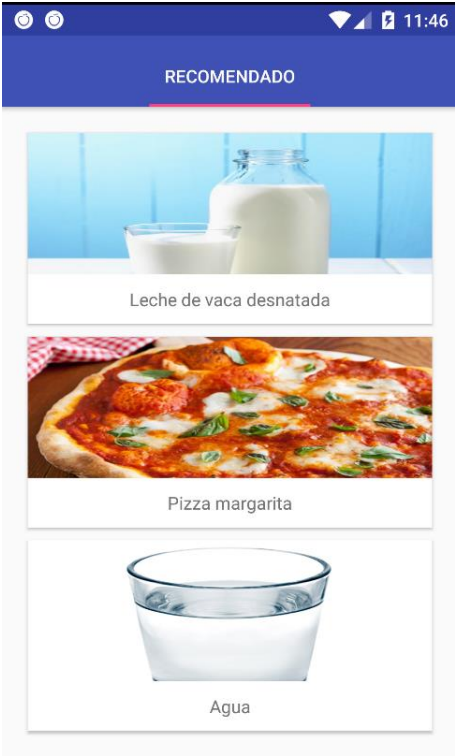 11:46
RECOMENDADO
Leche de vaca desnatada
Pizza margarita
Agua